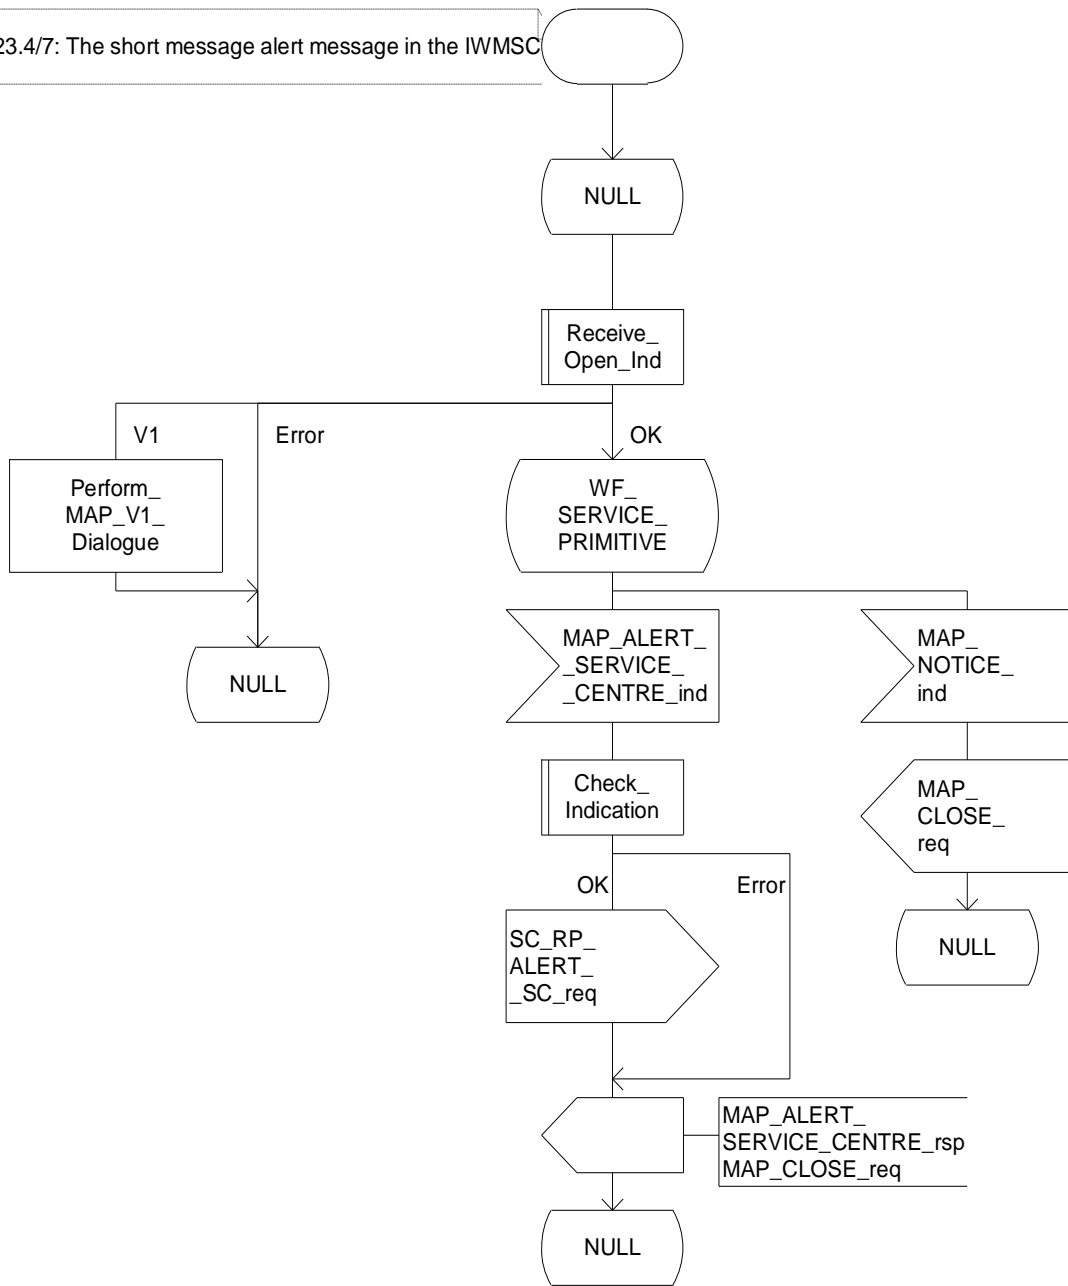 23.4/7: The short message alert message in the IWMSC
NULL
Receive_
Open_Ind
V1
Error
OK
Perform_
MAP_V1_
Dialogue
WF_
SERVICE_
PRIMITIVE
NULL
MAP_ALERT_
_SERVICE_
_CENTRE_ind
MAP_
NOTICE_
ind
Check_
Indication
MAP_
CLOSE_
req
OK
Error
SC_RP_
ALERT_
_SC_req
NULL
MAP_ALERT_
SERVICE_CENTRE_rsp
MAP_CLOSE_req
NULL